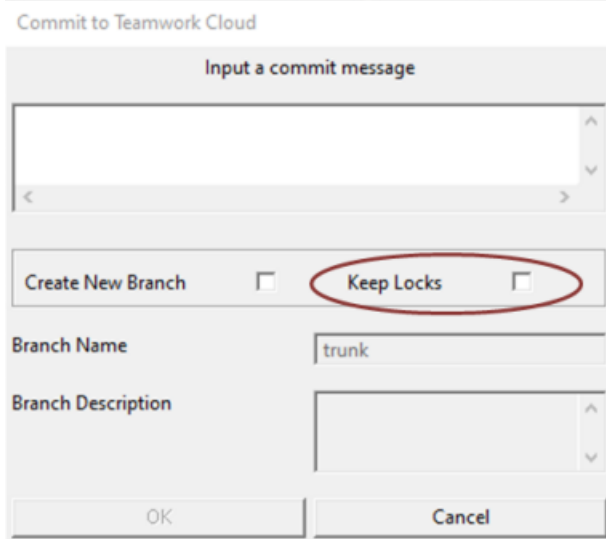 Commit to Teamwork Cloud
Input a commit message
Create New Branch Keep Locks
Branch Name trunk
Branch Description
OK Cancel